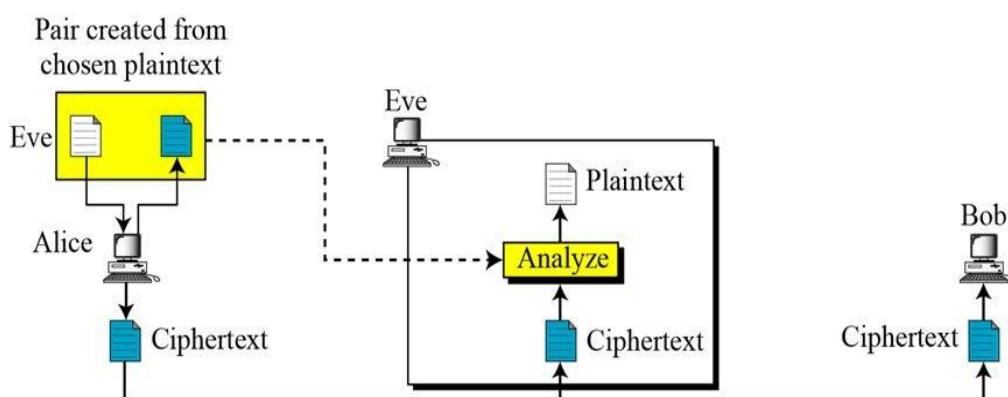 Pair created from
chosen plaintext
Eve
Eve
Plaintext
Bob
Alice
Analyze
Ciphertext
Ciphertext
Ciphertext